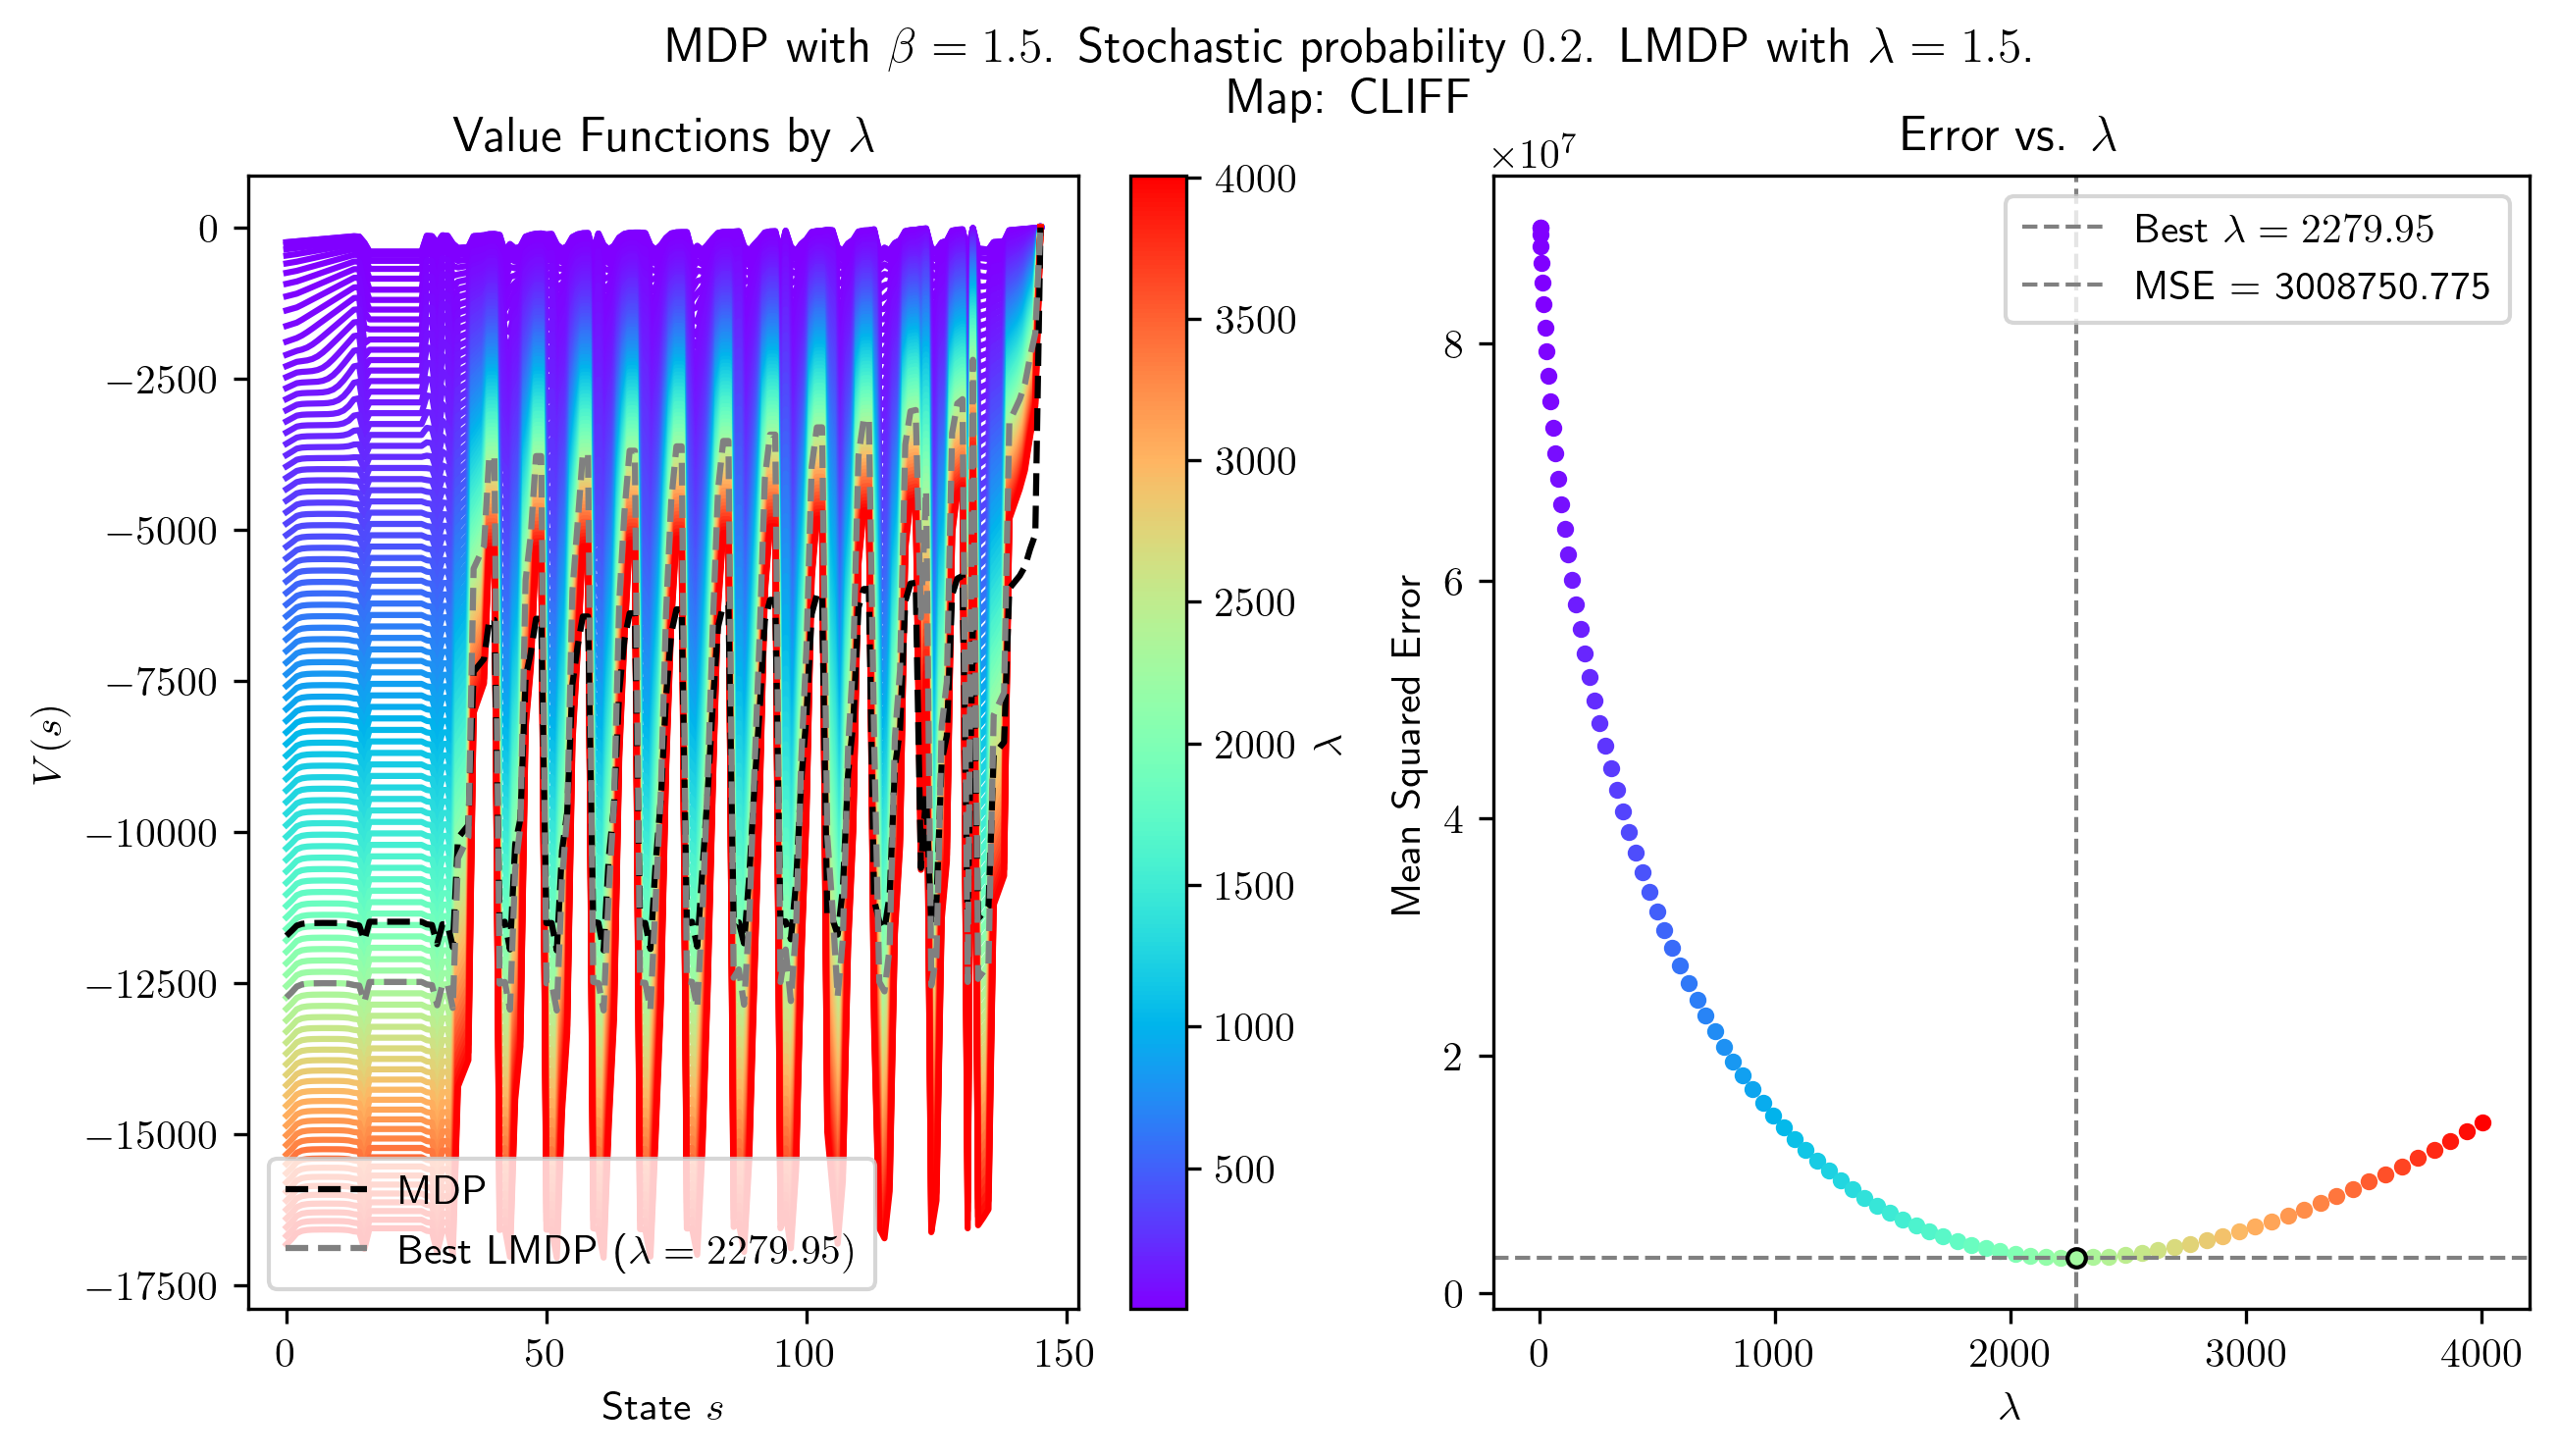 MDP with β = 1.5. Stochastic probability 0.2. LMDP with λ = 1.5.
Map: CLIFF
Value Functions by λ
0
−2500
−5000
−7500
−10000
−12500
−15000
−17500
V(s)
0
50
100
150
State s
MDP
Best LMDP (λ = 2279.95)
4000
3500
3000
2500
2000
1500
1000
500
λ
Error vs. λ
×10⁷
8
6
4
2
0
Mean Squared Error
Best λ = 2279.95
MSE = 3008750.775
0
1000
2000
3000
4000
λ